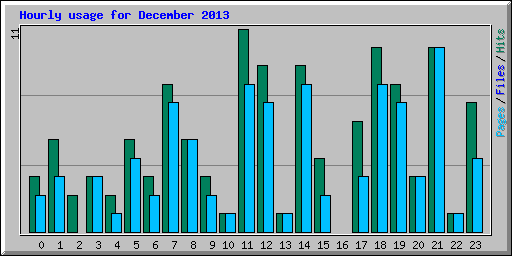 Hourly usage for December 2013
11
Pages / Files / Hits
0 1 2 3 4 5 6 7 8 9 10 11 12 13 14 15 16 17 18 19 20 21 22 23